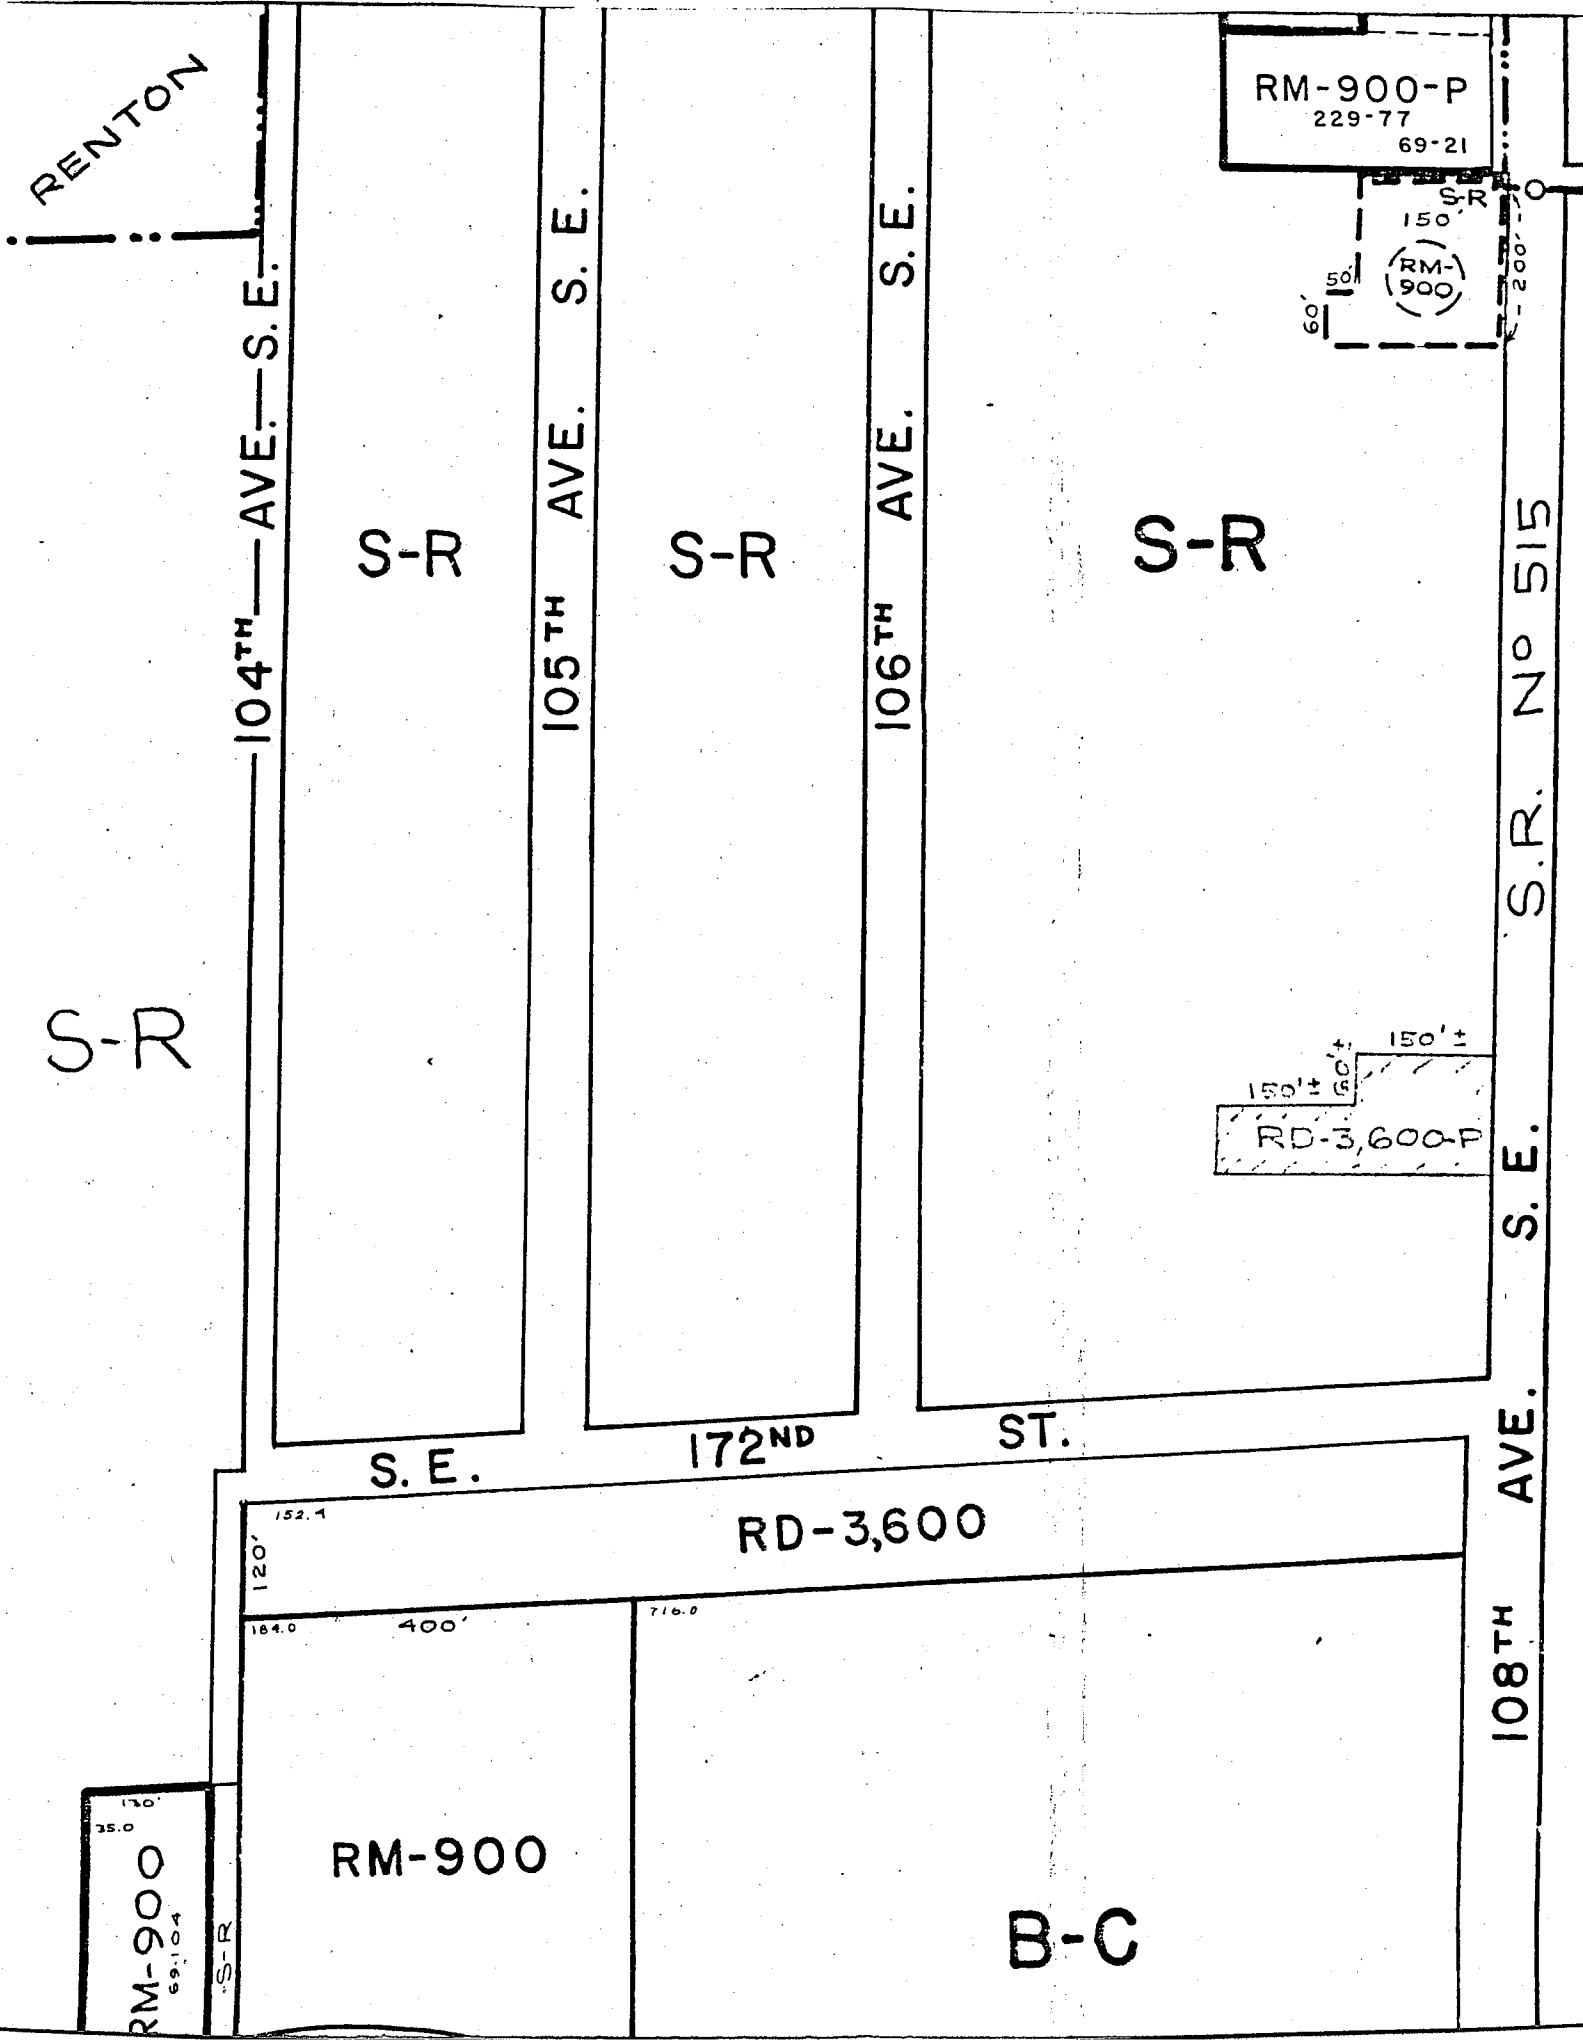 RENTON
RM-900-P
229-77
69-21
S-R
150'
RM-
900
50'
60'
200'
104TH AVE. S.E.
105TH AVE. S. E.
106TH AVE. S. E.
S-R
S-R
S-R
S.R. No 515
S-R
150'±
60'±
150'±
RD-3,600-P
108TH AVE. S. E.
S. E. 172ND ST.
152.4
120'
RD-3,600
184.0
400'
716.0
130'
35.0
RM-900
69-104
S-R
RM-900
B-C